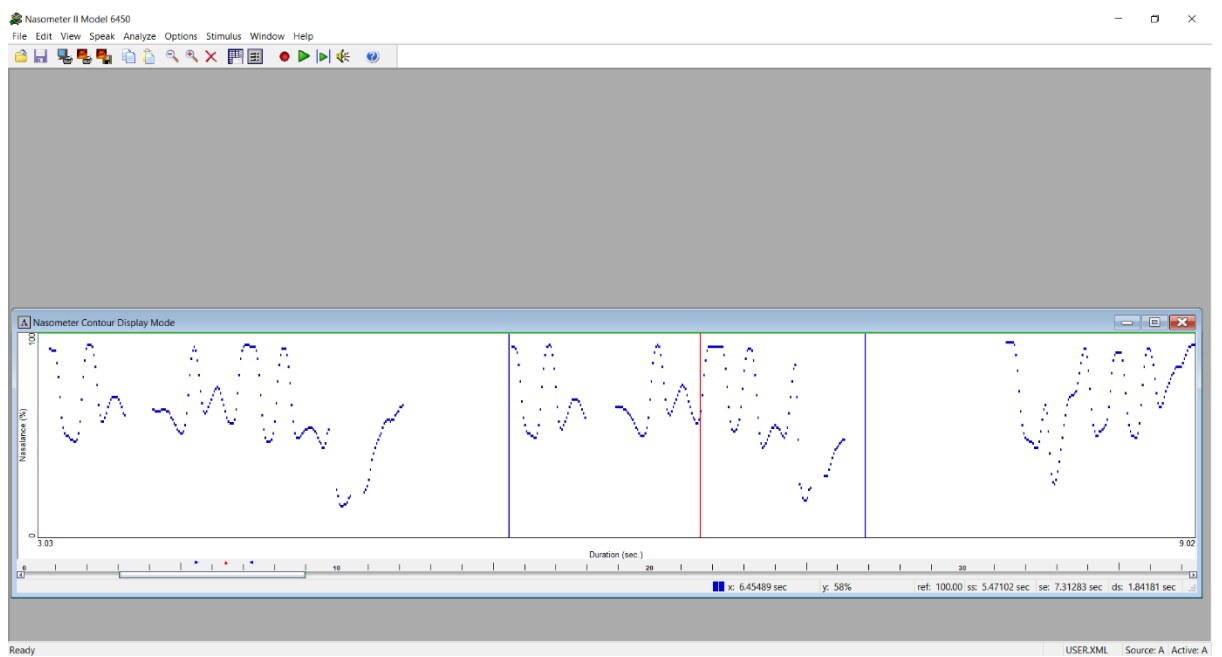 Nasometer II Model 6450
File Edit View Speak Analyze Options Stimulus Window Help
A Nasometer Contour Display Mode
100
Nasalance (%)
0
3.03 9.02
Duration (sec.)
0 10 20 30
x: 6.45489 sec y: 58% ref: 100.00 ss: 5.47102 sec se: 7.31283 sec ds: 1.84181 sec
Ready USER.XML Source: A Active: A